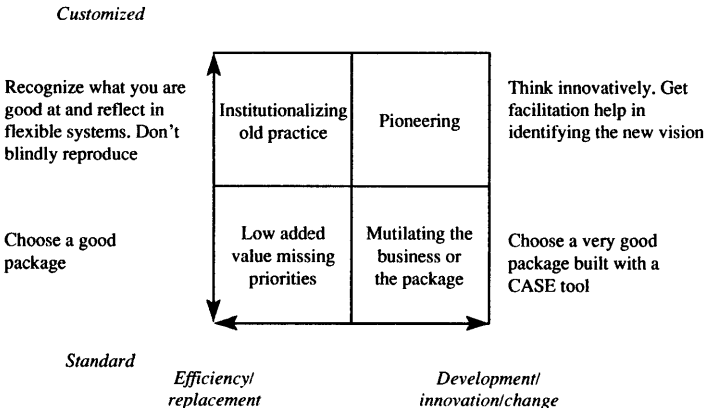 Customized
Recognize what you are
good at and reflect in
flexible systems. Don't
blindly reproduce
Institutionalizing
old practice
Pioneering
Think innovatively. Get
facilitation help in
identifying the new vision
Choose a good
package
Low added
value missing
priorities
Mutilating the
business or
the package
Choose a very good
package built with a
CASE tool
Standard
Efficiency/
replacement
Development/
innovation/change